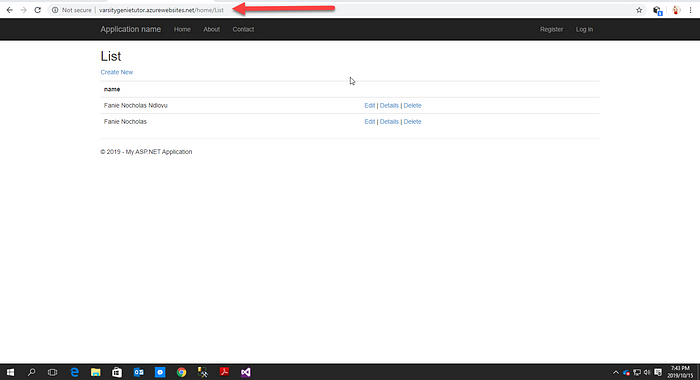 Not secure | varsitygenietutor.azurewebsites.net/home/List
Application name Home About Contact Register Log in
List
Create New
name
Fanie Nocholas Ndlovu Edit | Details | Delete
Fanie Nocholas Edit | Details | Delete
© 2019 - My ASP.NET Application
7:43 PM
2019/10/15